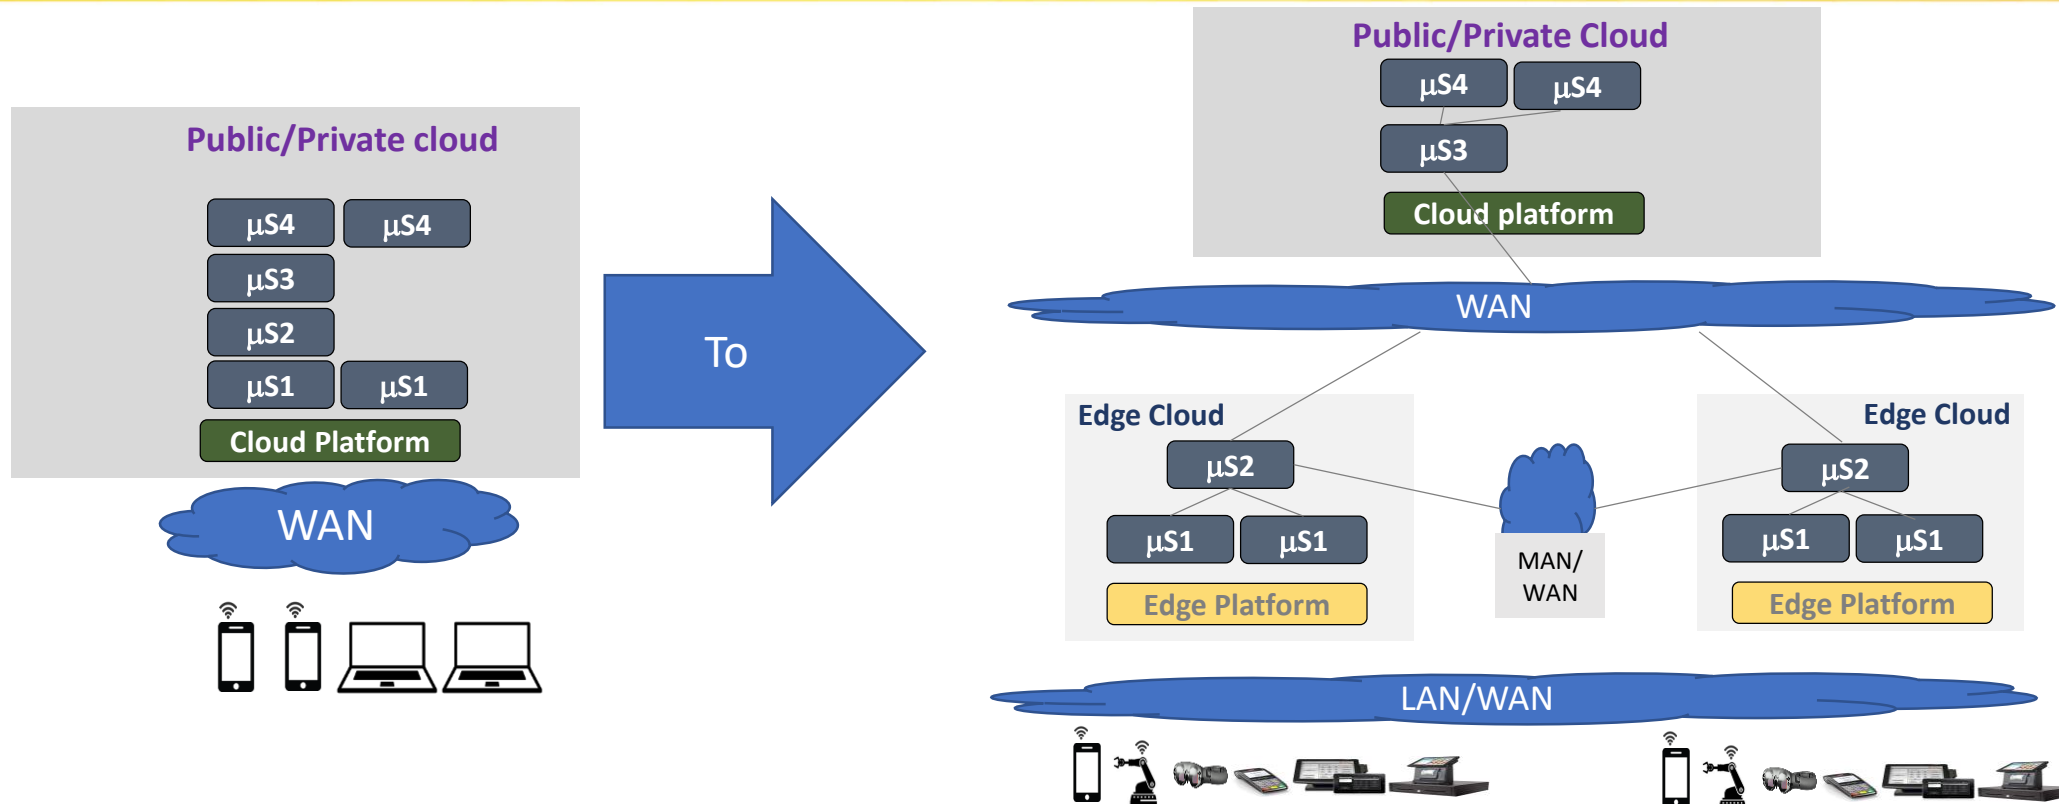 Public/Private cloud
μS4 μS4
μS3
μS2
μS1 μS1
Cloud Platform
WAN
To
Public/Private Cloud
μS4 μS4
μS3
Cloud platform
WAN
Edge Cloud
μS2
μS1 μS1
Edge Platform
MAN/
WAN
Edge Cloud
μS2
μS1 μS1
Edge Platform
LAN/WAN